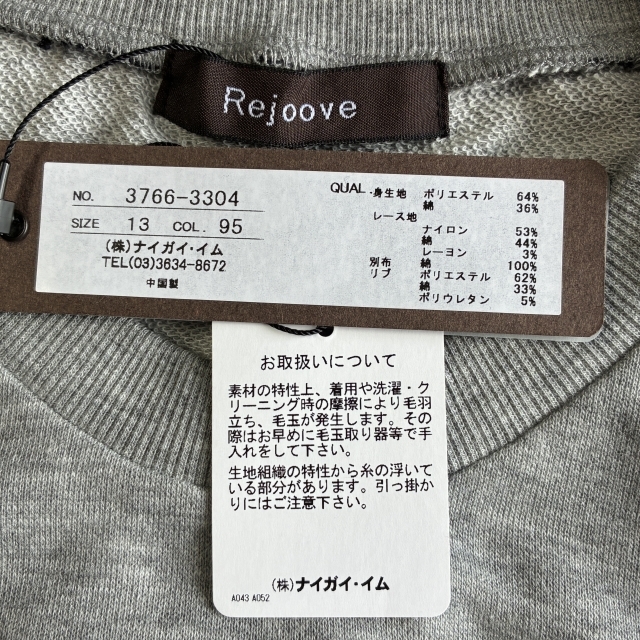 Rejoove
NO. 3766-3304
SIZE 13 COL. 95
(株)ナイガイ・イム
TEL(03)3634-8672
中国製
QUAL.身生地 ポリエステル 64%
綿 36%
レース地
ナイロン 53%
綿 44%
レーヨン 3%
別布 綿 100%
リブ ポリエステル 62%
綿 33%
ポリウレタン 5%
お取扱いについて
素材の特性上、着用や洗濯・ク
リーニング時の摩擦により毛羽
立ち、毛玉が発生します。その
際はお早めに毛玉取り器等で手
入れをして下さい。
生地組織の特性から糸の浮いて
いる部分があります。引っ掛か
りにはご注意下さい。
(株)ナイガイ・イム
A043 A052